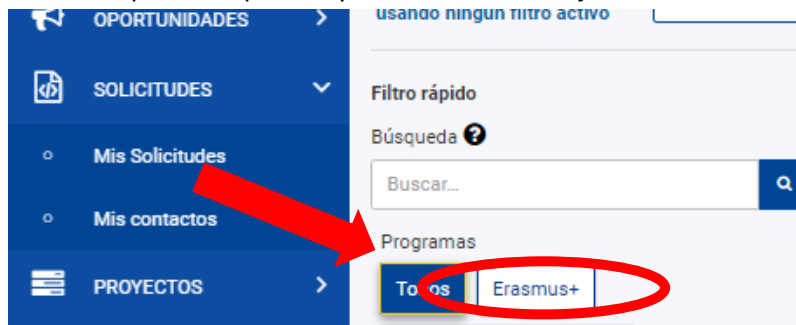 OPORTUNIDADES
SOLICITUDES
Mis Solicitudes
Mis contactos
PROYECTOS
usando ningún filtro activo
Filtro rápido
Búsqueda
Buscar...
Programas
Todos
Erasmus+